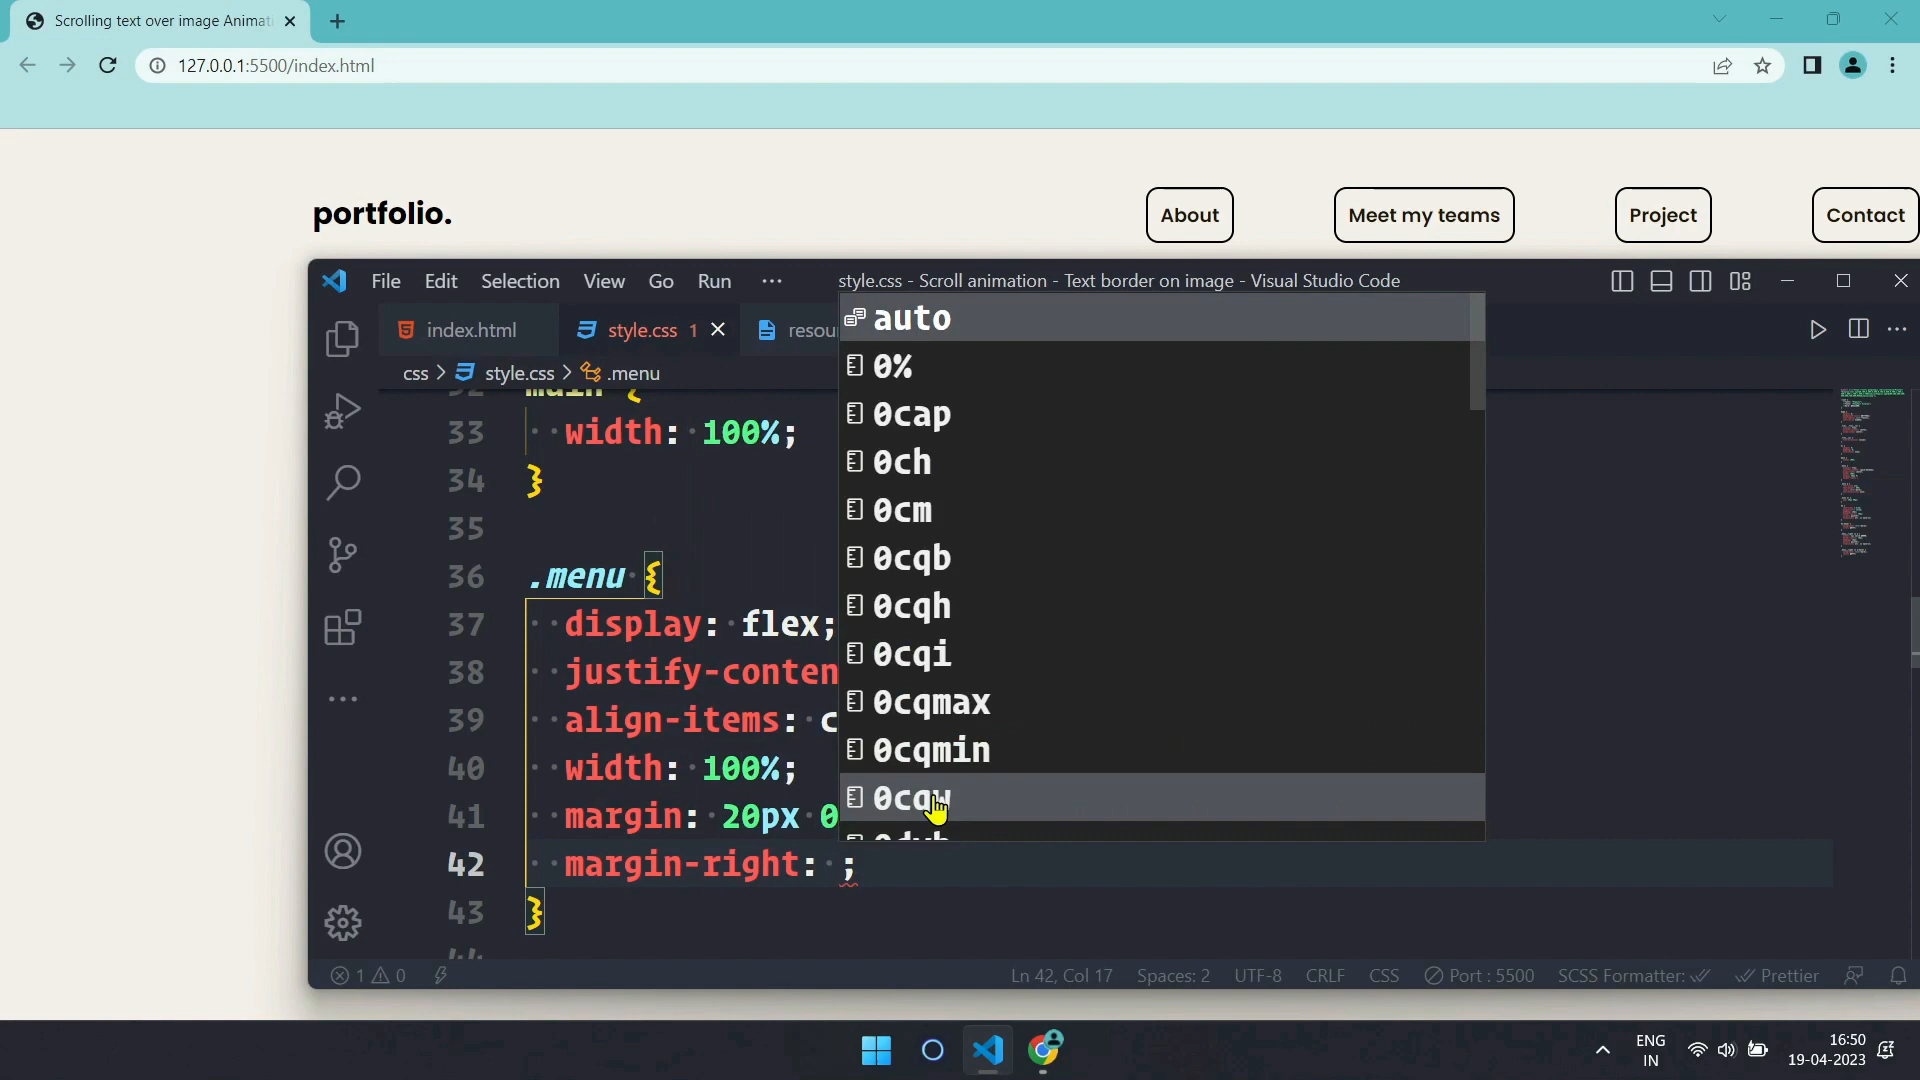 Scrolling text over image Animat
127.0.0.1:5500/index.html
portfolio.
About
Meet my teams
Project
Contact
File Edit Selection View Go Run ...
style.css - Scroll animation - Text border on image - Visual Studio Code
index.html
style.css 1
resou
css > style.css > .menu
33 width: 100%;
34 }
35
36 .menu {
37 display: flex;
38 justify-conten
39 align-items: c
40 width: 100%;
41 margin: 20px 0
42 margin-right: ;
43 }
auto
0%
0cap
0ch
0cm
0cqb
0cqh
0cqi
0cqmax
0cqmin
0cqw
1 0
Ln 42, Col 17 Spaces: 2 UTF-8 CRLF CSS Port : 5500 SCSS Formatter: Prettier
ENG
IN
16:50
19-04-2023